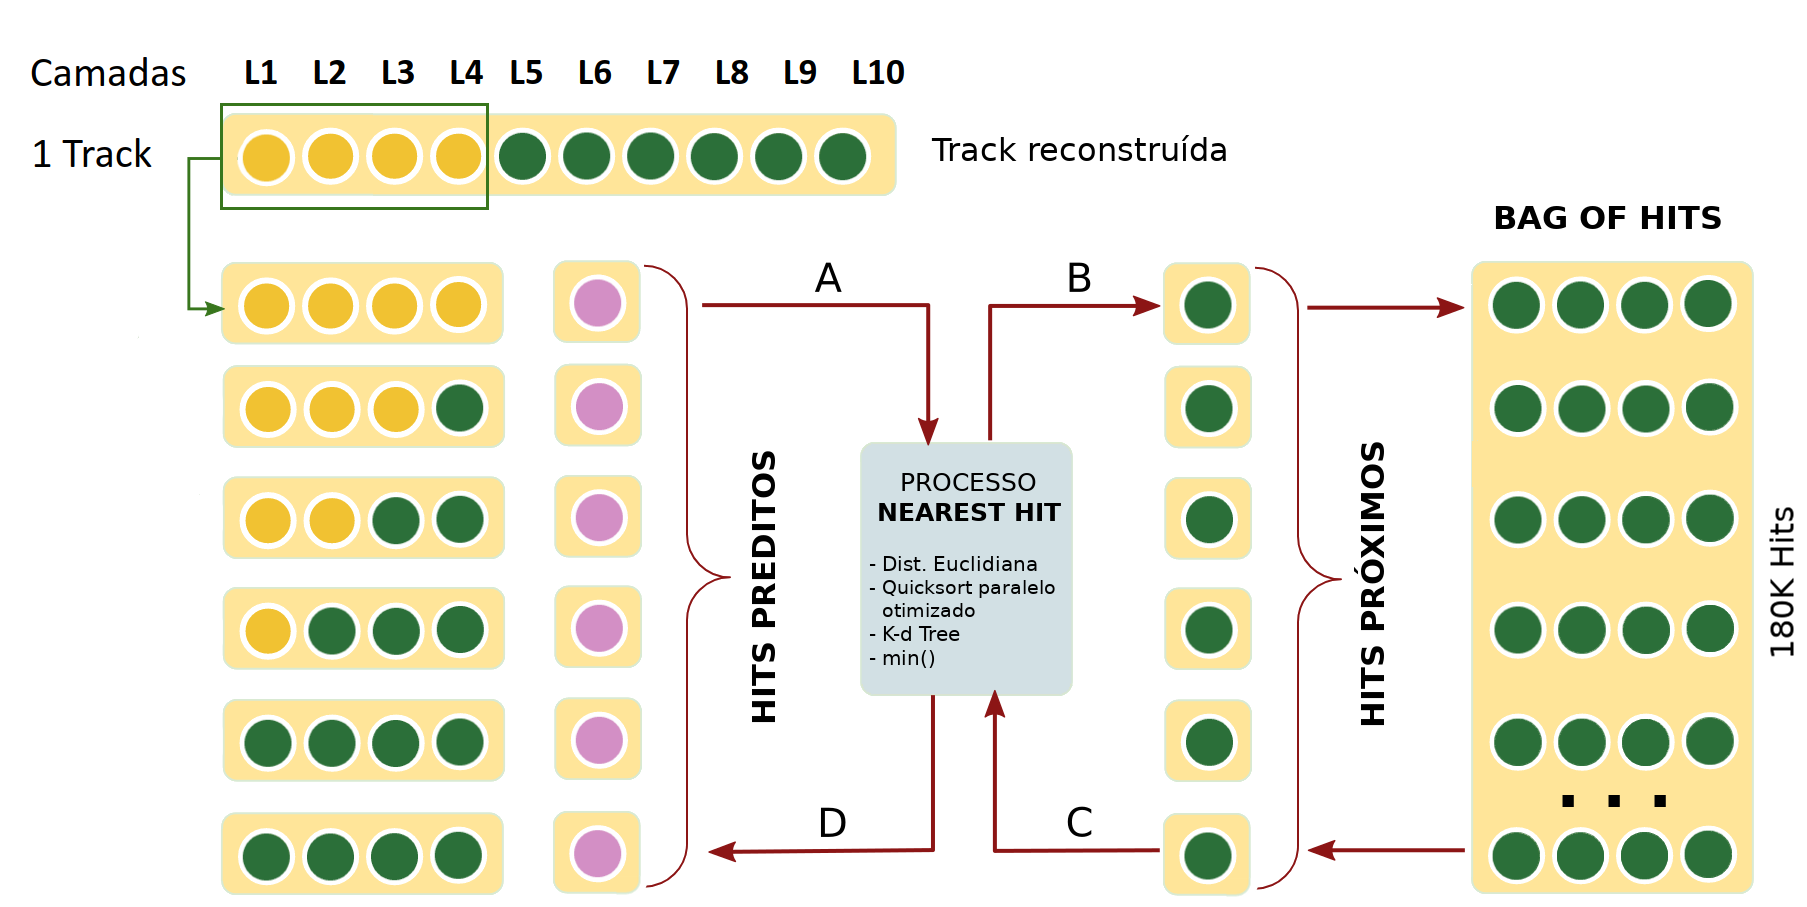 Camadas L1 L2 L3 L4 L5 L6 L7 L8 L9 L10
1 Track
Track reconstruída
BAG OF HITS
A
B
HITS PREDITOS
PROCESSO
NEAREST HIT
- Dist. Euclidiana
- Quicksort paralelo
otimizado
- K-d Tree
- min()
HITS PRÓXIMOS
180K Hits
. . .
D
C